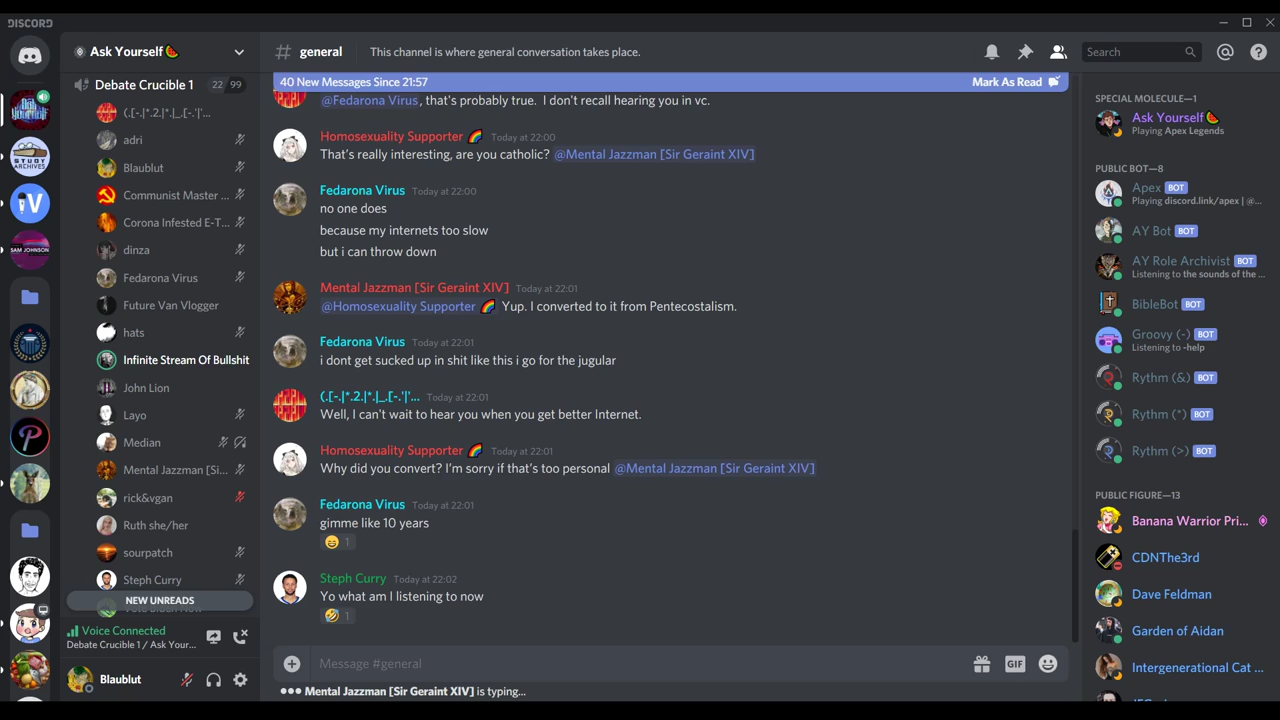 DISCORD
Ask Yourself🍉
general
This channel is where general conversation takes place.
Search
Debate Crucible 1
22 99
(.[-.|*.2.|*.|_.[-.'|'...
adri
Blaublut
Communist Master ...
Corona Infested E-T...
dinza
Fedarona Virus
Future Van Vlogger
hats
Infinite Stream Of Bullshit
John Lion
Layo
Median
Mental Jazzman [Si...
rick&vgan
Ruth she/her
sourpatch
Steph Curry
NEW UNREADS
Voice Connected
Debate Crucible 1 / Ask Your...
Blaublut
STUDY
ARCHIVES
V
SAM JOHNSON
P
40 New Messages Since 21:57
Mark As Read
@Fedarona Virus, that's probably true. I don't recall hearing you in vc.
Homosexuality Supporter 🌈 Today at 22:00
That's really interesting, are you catholic? @Mental Jazzman [Sir Geraint XIV]
Fedarona Virus Today at 22:00
no one does
because my internets too slow
but i can throw down
Mental Jazzman [Sir Geraint XIV] Today at 22:01
@Homosexuality Supporter 🌈 Yup. I converted to it from Pentecostalism.
Fedarona Virus Today at 22:01
i dont get sucked up in shit like this i go for the jugular
(.[-.|*.2.|*.|_.[-.'|'... Today at 22:01
Well, I can't wait to hear you when you get better Internet.
Homosexuality Supporter 🌈 Today at 22:01
Why did you convert? I'm sorry if that's too personal @Mental Jazzman [Sir Geraint XIV]
Fedarona Virus Today at 22:01
gimme like 10 years
😄 1
Steph Curry Today at 22:02
Yo what am I listening to now
🤣 1
Message #general
GIF
Mental Jazzman [Sir Geraint XIV] is typing...
SPECIAL MOLECULE—1
Ask Yourself🍉
Playing Apex Legends
PUBLIC BOT—8
Apex BOT
Playing discord.link/apex | @...
AY Bot BOT
AY Role Archivist BOT
Listening to the sounds of the ...
BibleBot BOT
Groovy (-) BOT
Listening to -help
Rythm (&) BOT
Rythm (*) BOT
Rythm (>) BOT
PUBLIC FIGURE—13
Banana Warrior Pri...
CDNThe3rd
Dave Feldman
Garden of Aidan
Intergenerational Cat ...